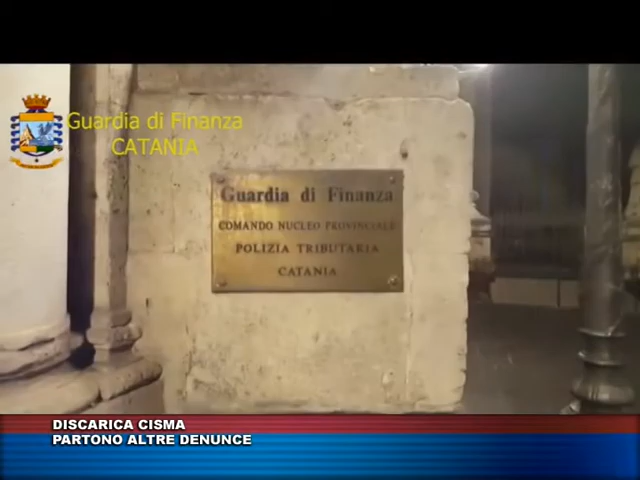 Guardia di Finanza
CATANIA
Guardia di Finanza
COMANDO NUCLEO PROVINCIALE
POLIZIA TRIBUTARIA
CATANIA
DISCARICA CISMA
PARTONO ALTRE DENUNCE